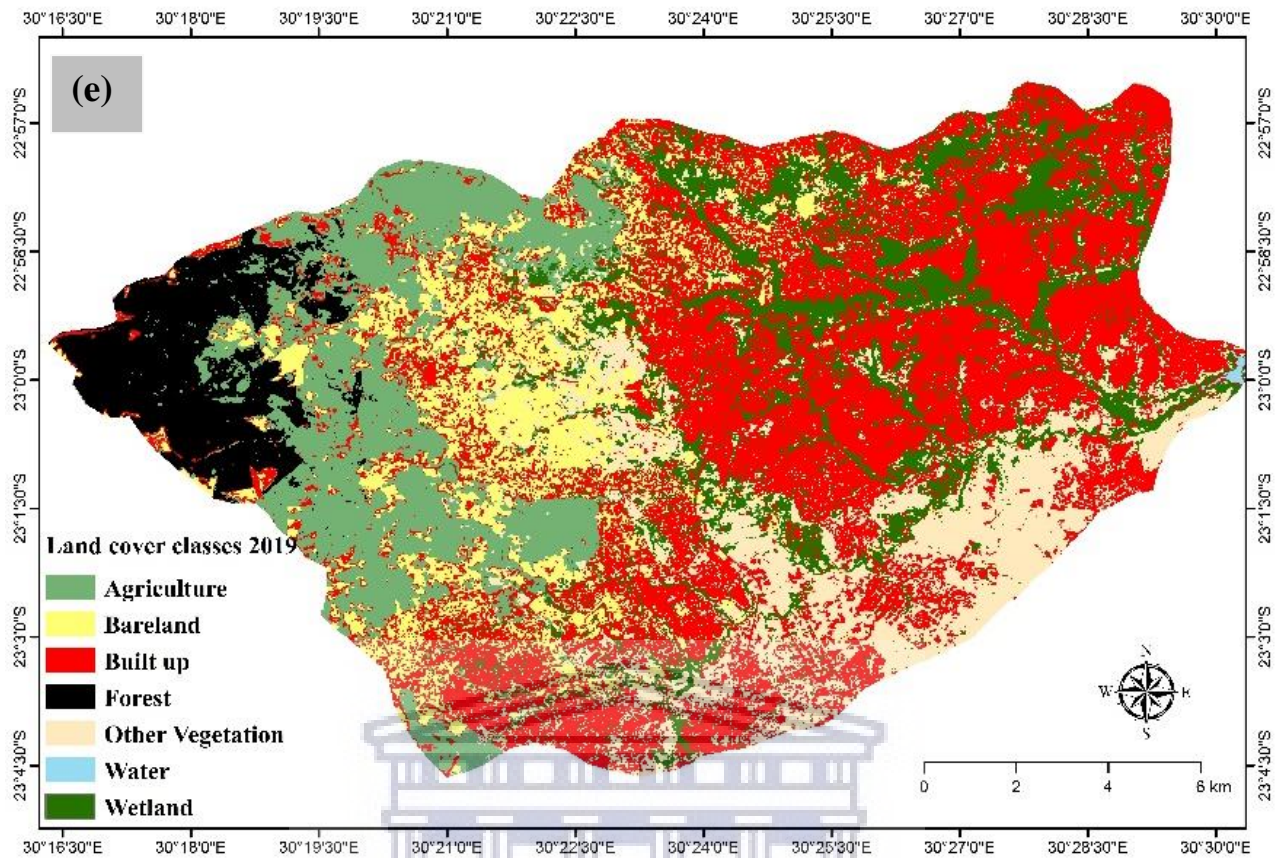 30°16'30"E 30°18'0"E 30°19'30"E 30°21'0"E 30°22'30"E 30°24'0"E 30°25'30"E 30°27'0"E 30°28'30"E 30°30'0"E
(e)
22°57'0"S 22°57'0"S
22°58'30"S 22°58'30"S
23°0'0"S 23°0'0"S
23°1'30"S 23°1'30"S
Land cover classes 2019
Agriculture
Bareland
Built up
23°3'0"S 23°3'0"S
Forest
N
W E
S
Other Vegetation
Water
23°4'30"S 23°4'30"S
0 2 4 6 km
Wetland
30°16'30"E 30°18'0"E 30°19'30"E 30°21'0"E 30°22'30"E 30°24'0"E 30°25'30"E 30°27'0"E 30°28'30"E 30°30'0"E